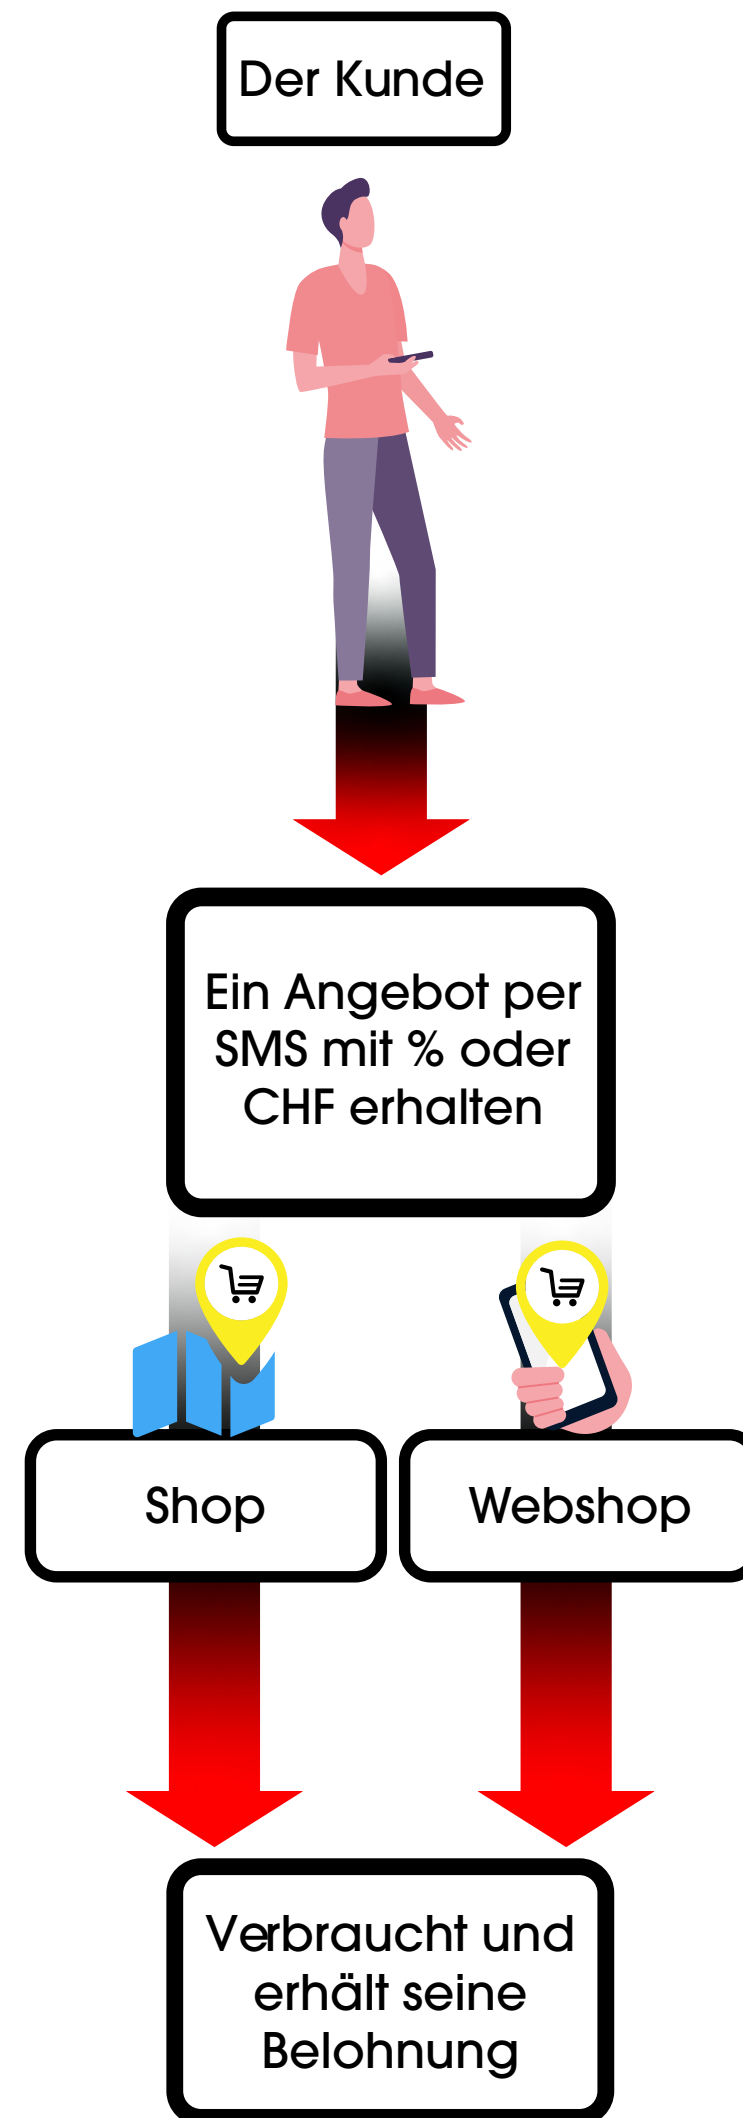 Der Kunde
Ein Angebot per
SMS mit % oder
CHF erhalten
Shop
Webshop
Verbraucht und
erhält seine
Belohnung